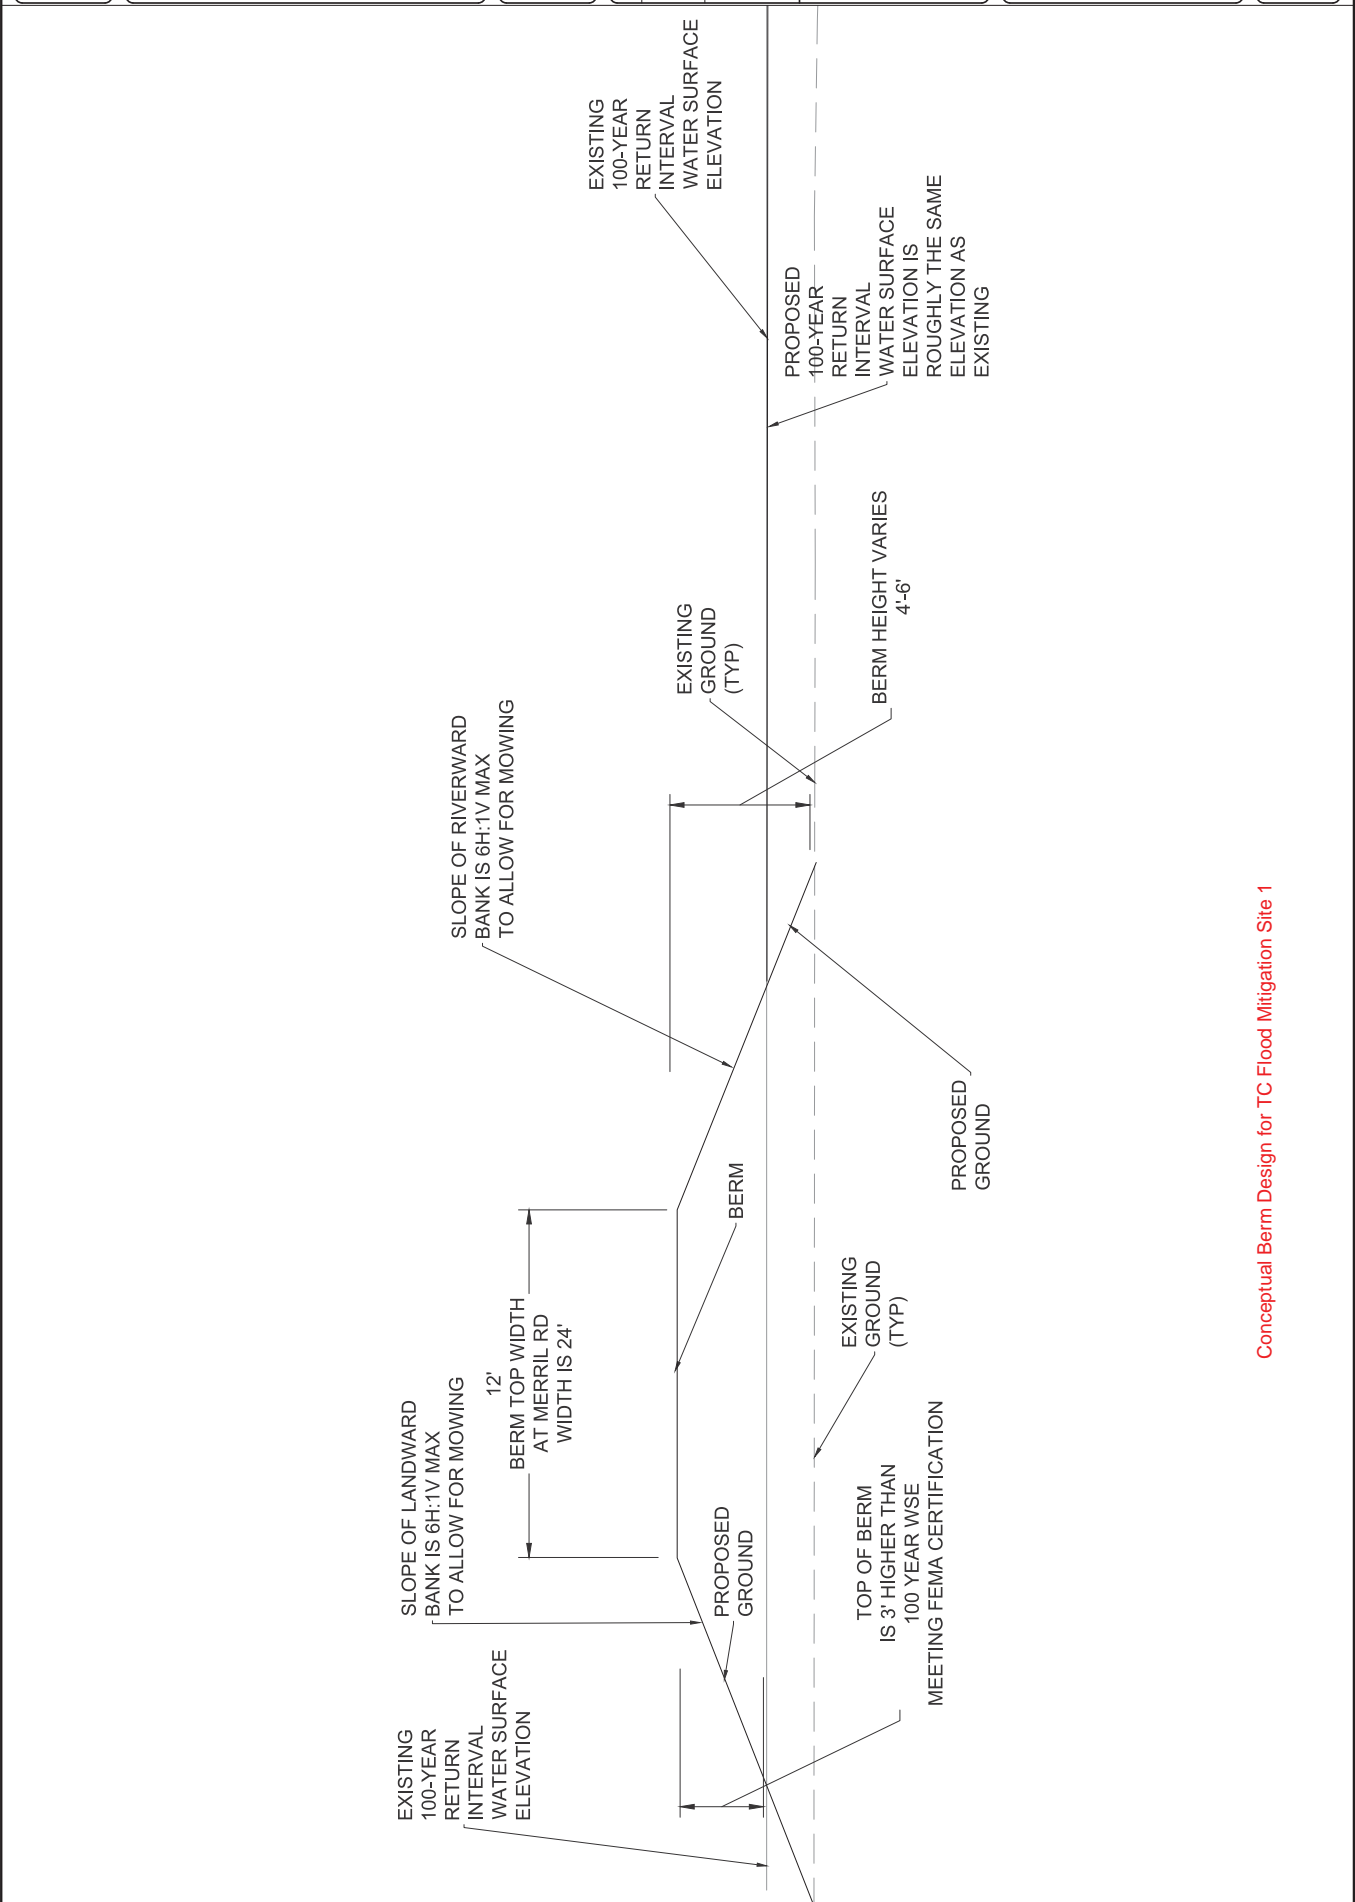 EXISTING
100-YEAR
RETURN
INTERVAL
WATER SURFACE
ELEVATION
SLOPE OF LANDWARD
BANK IS 6H:1V MAX
TO ALLOW FOR MOWING
12'
BERM TOP WIDTH
AT MERRIL RD
WIDTH IS 24'
SLOPE OF RIVERWARD
BANK IS 6H:1V MAX
TO ALLOW FOR MOWING
EXISTING
100-YEAR
RETURN
INTERVAL
WATER SURFACE
ELEVATION
PROPOSED
GROUND
BERM
EXISTING
GROUND
(TYP)
PROPOSED
100-YEAR
RETURN
INTERVAL
WATER SURFACE
ELEVATION IS
ROUGHLY THE SAME
ELEVATION AS
EXISTING
TOP OF BERM
IS 3' HIGHER THAN
100 YEAR WSE
MEETING FEMA CERTIFICATION
EXISTING
GROUND
(TYP)
PROPOSED
GROUND
BERM HEIGHT VARIES
4'-6'
Conceptual Berm Design for TC Flood Mitigation Site 1